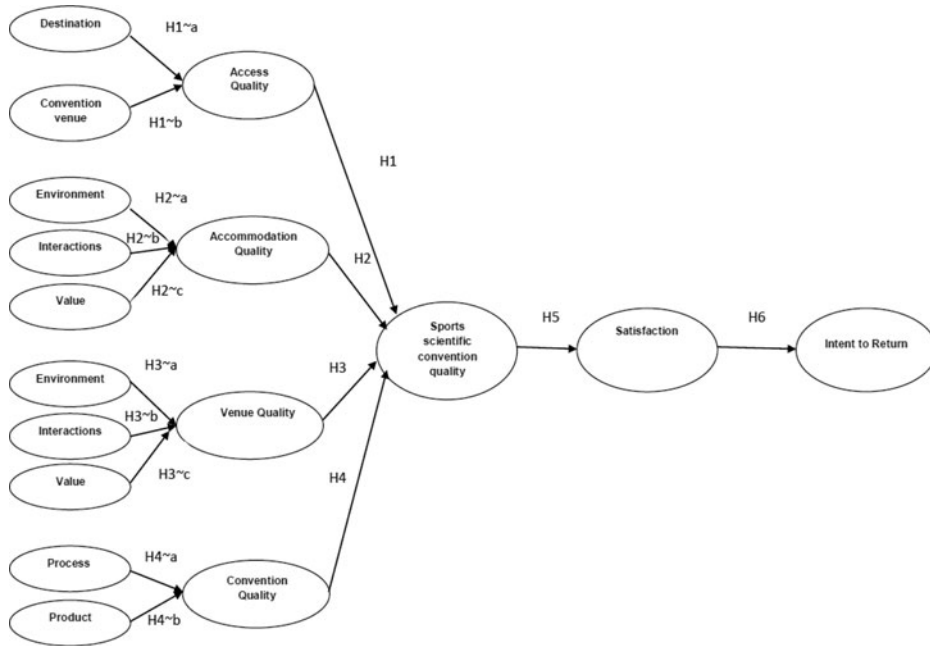 Destination
H1~a
Access
Quality
Convention
venue
H1~b
H1
Environment
H2~a
Interactions
H2~b
Accommodation
Quality
Value
H2~c
H2
Sports
scientific
convention
quality
H5
Satisfaction
H6
Intent to Return
Environment
H3~a
Interactions
H3~b
Venue Quality
H3
Value
H3~c
H4
Process
H4~a
Convention
Quality
Product
H4~b